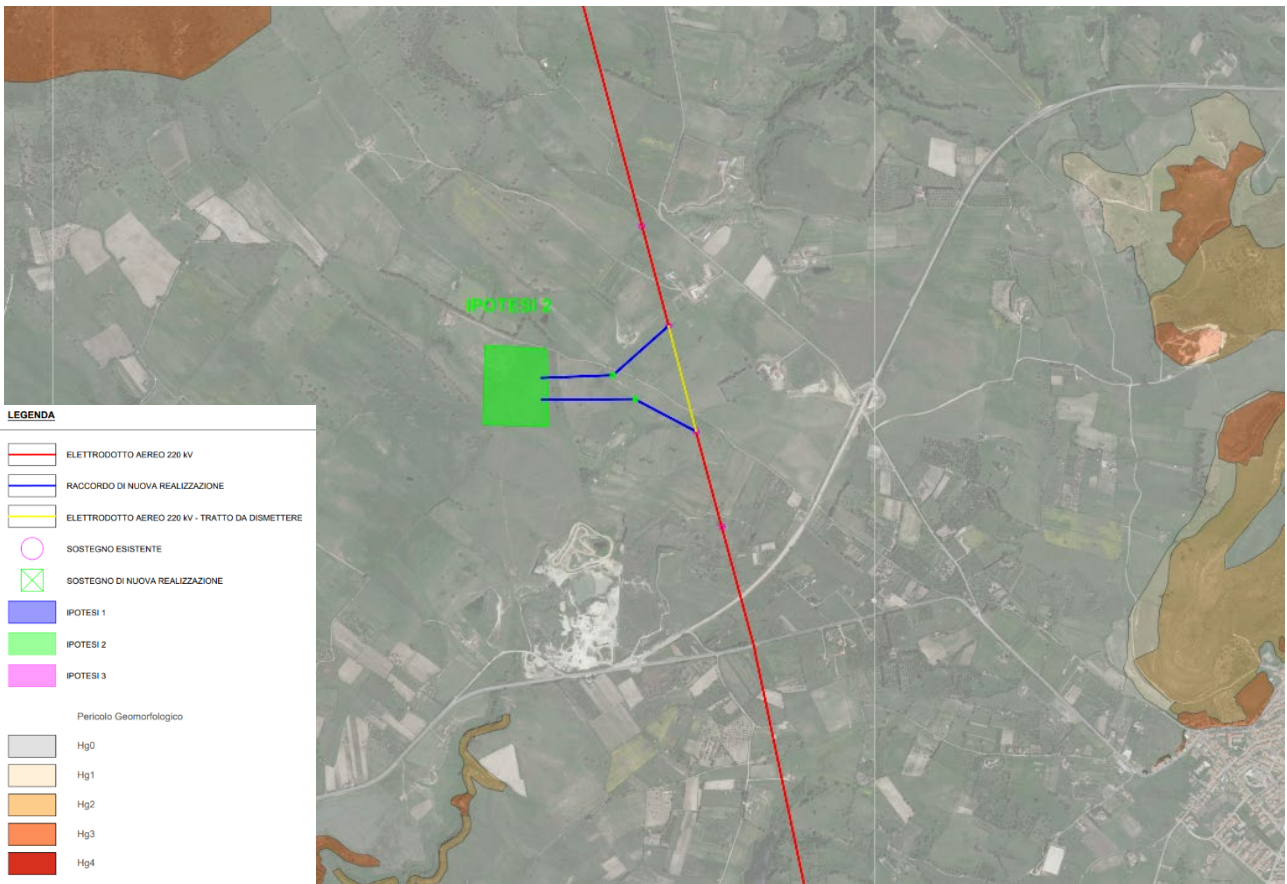 IPOTESI 2
LEGENDA
ELETTRODOTTO AEREO 220 kV
RACCORDO DI NUOVA REALIZZAZIONE
ELETTRODOTTO AEREO 220 kV - TRATTO DA DISMETTERE
SOSTEGNO ESISTENTE
SOSTEGNO DI NUOVA REALIZZAZIONE
IPOTESI 1
IPOTESI 2
IPOTESI 3
Pericolo Geomorfologico
Hg0
Hg1
Hg2
Hg3
Hg4